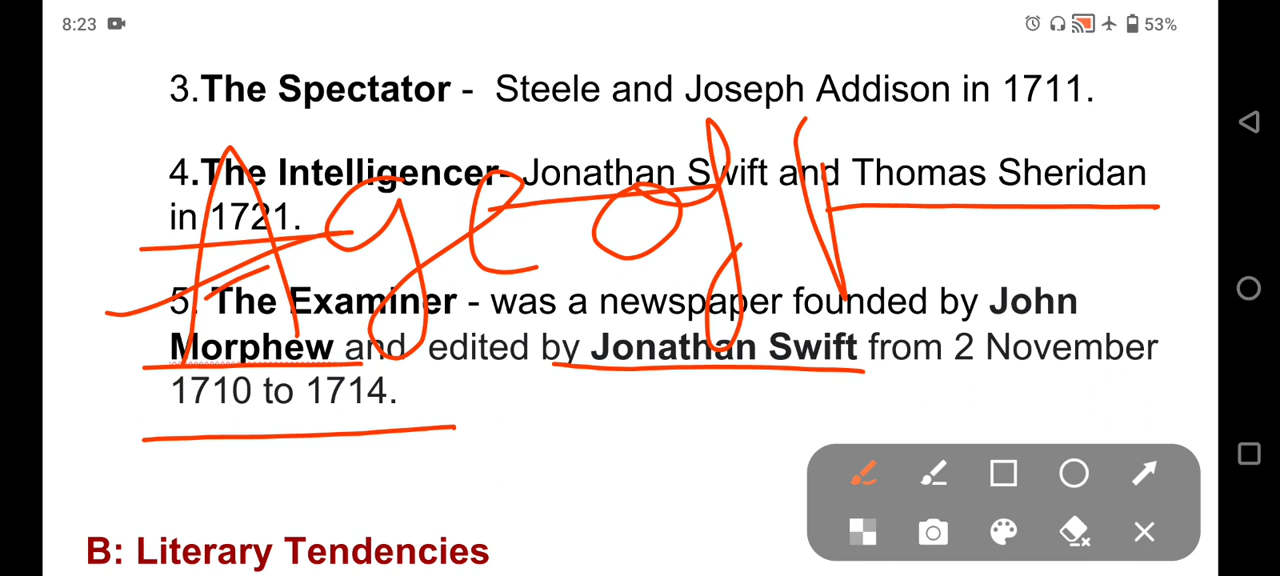 8:23
53%
3.The Spectator - Steele and Joseph Addison in 1711.
4.The Intelligencer- Jonathan Swift and Thomas Sheridan
in 1721.
Age of
5. The Examiner - was a newspaper founded by John
Morphew and edited by Jonathan Swift from 2 November
1710 to 1714.
B: Literary Tendencies